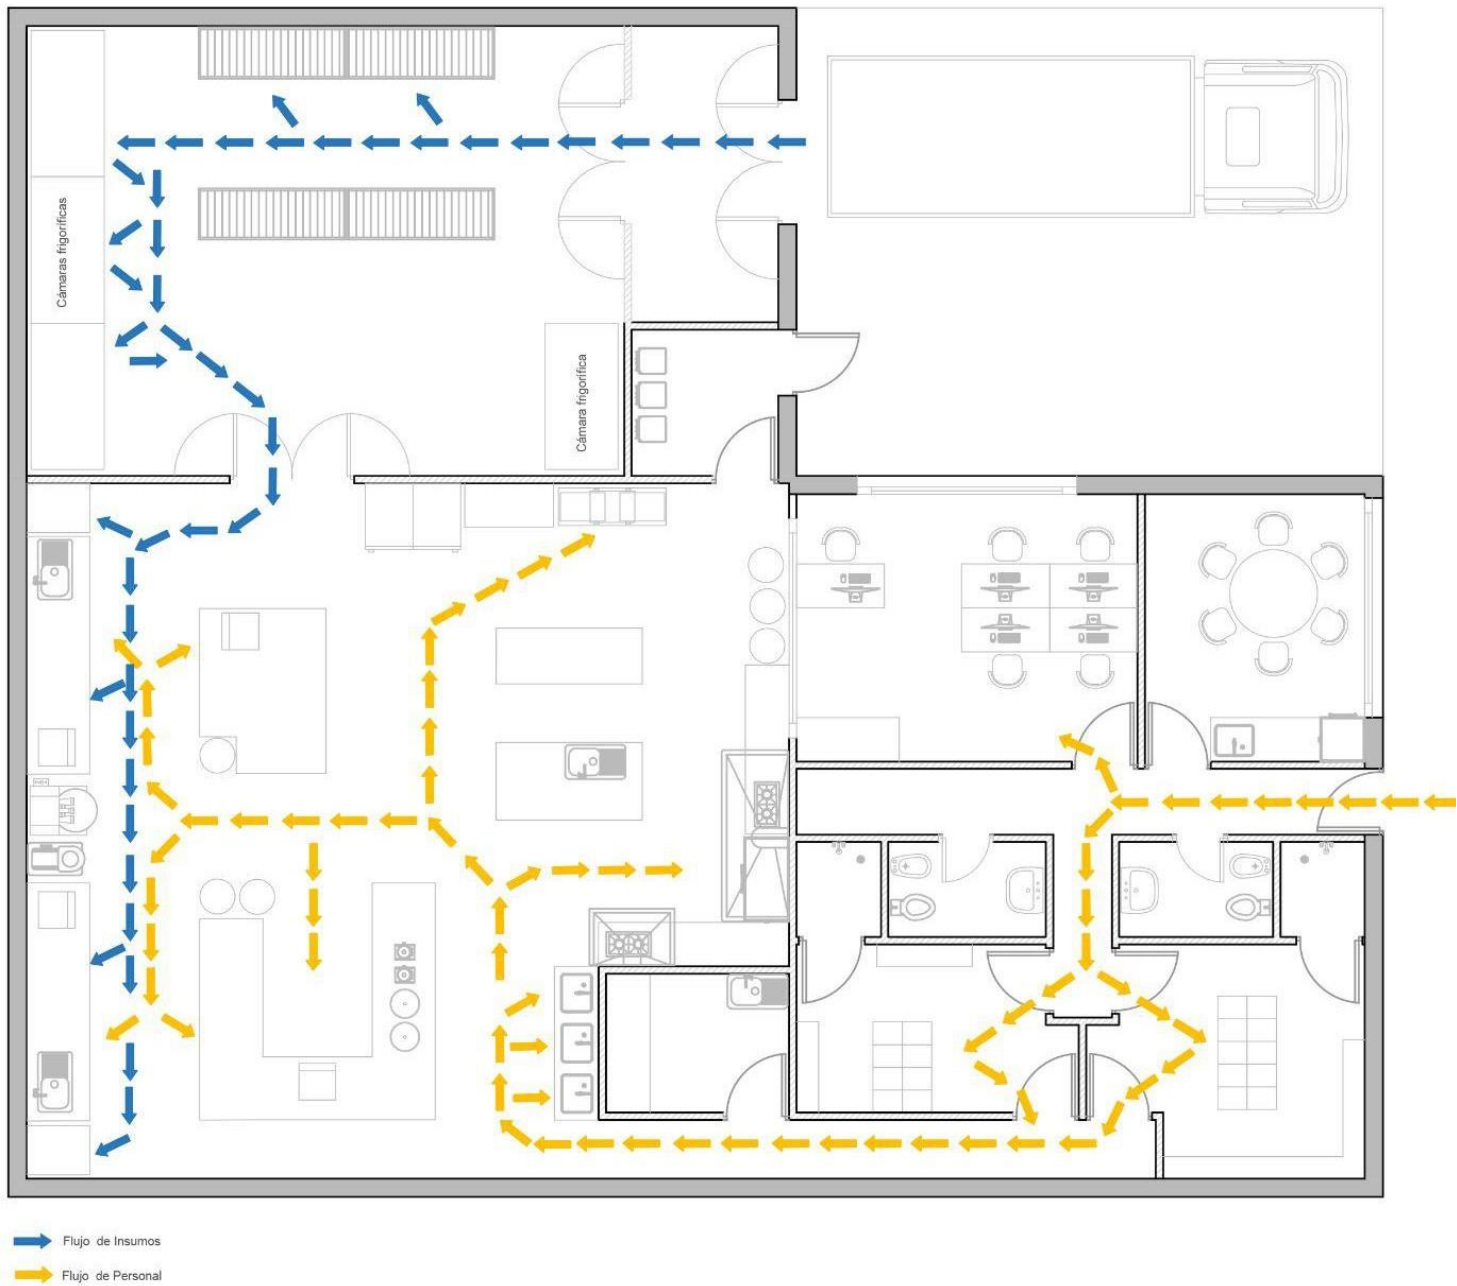 Cámaras frigoríficas
Cámara frigorífica
Flujo de Insumos
Flujo de Personal